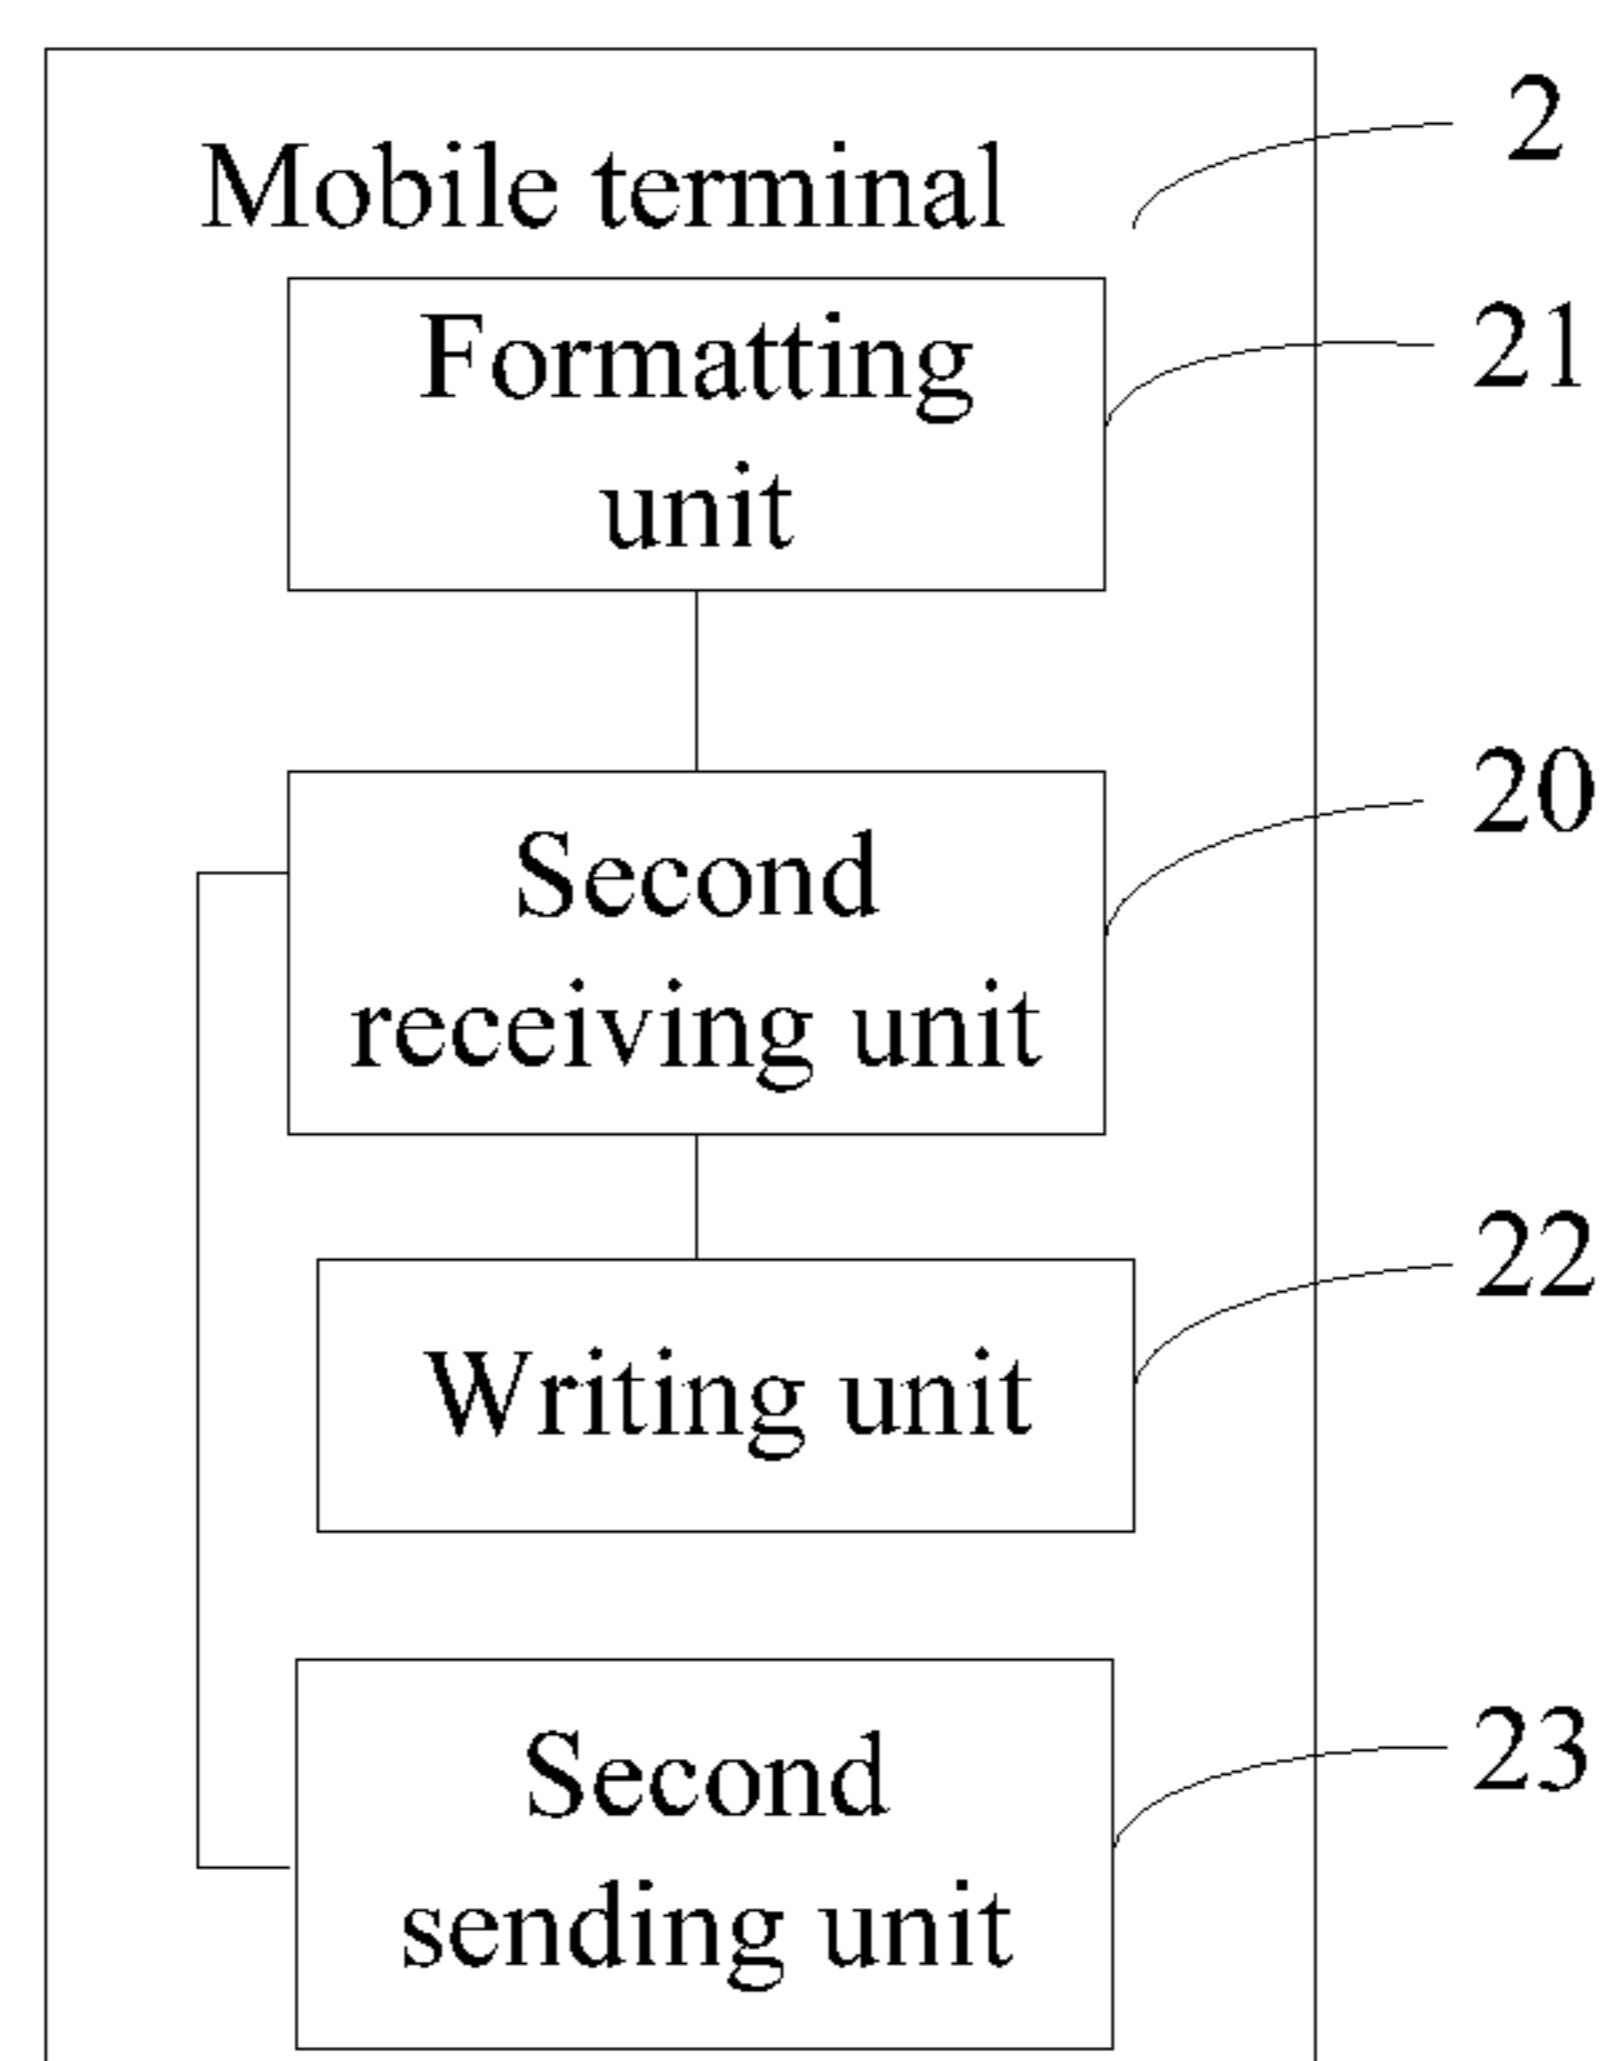 2
Mobile terminal
21
Formatting
unit
20
Second
receiving unit
22
Writing unit
23
Second
sending unit